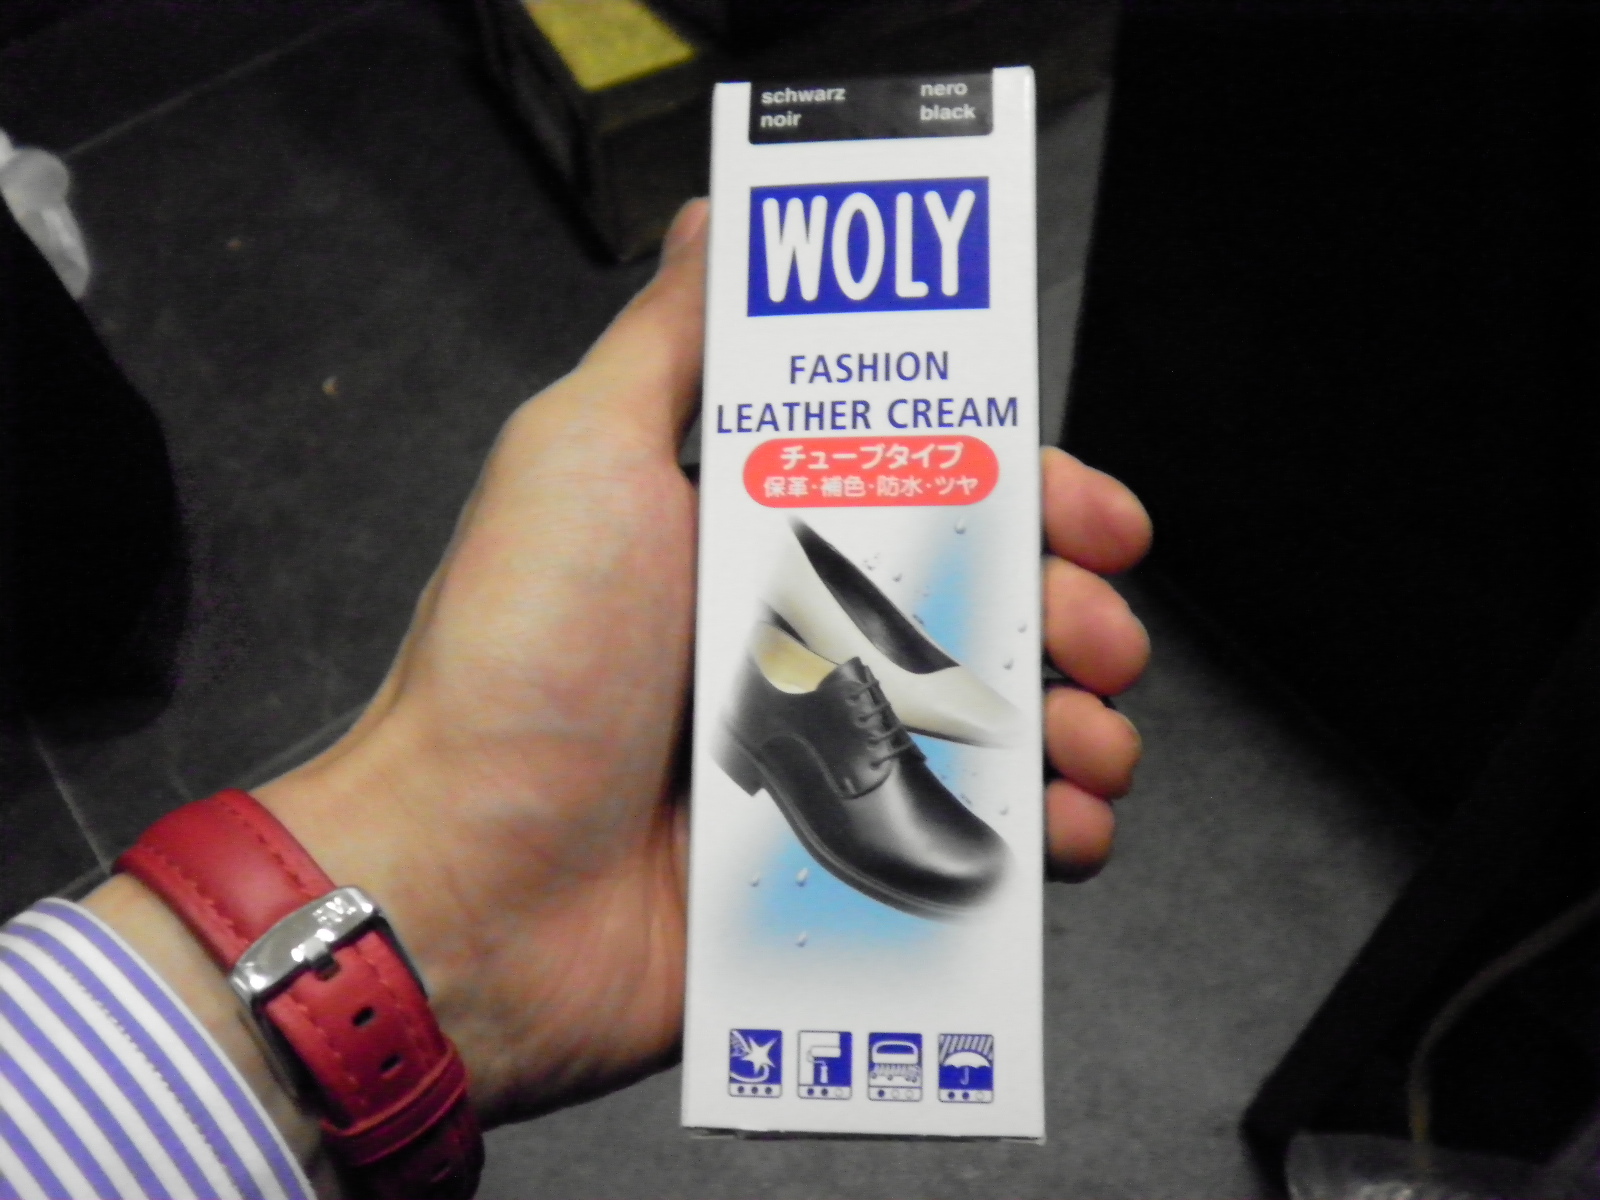 schwarz nero
noir black
WOLY
FASHION
LEATHER CREAM
チューブタイプ
保革・補色・防水・ツヤ